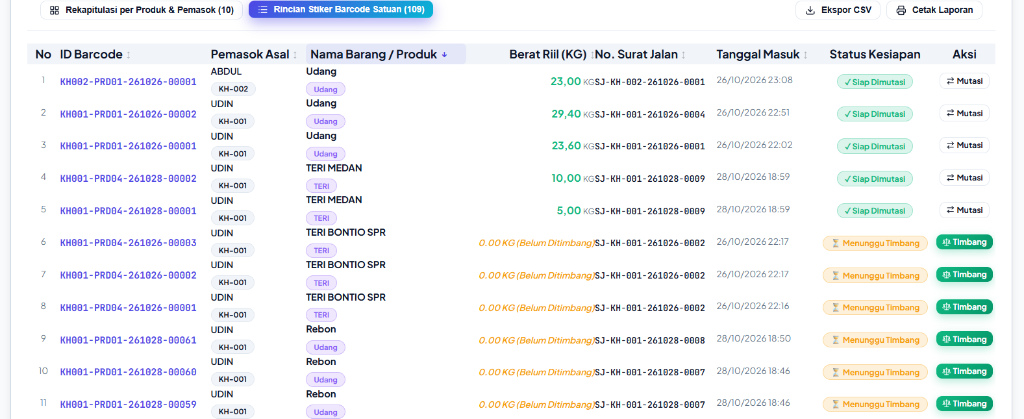 Rekapitulasi per Produk & Pemasok (10) Rincian Stiker Barcode Satuan (109) Ekspor CSV Cetak Laporan
No ID Barcode Pemasok Asal Nama Barang / Produk Berat Riil (KG) No. Surat Jalan Tanggal Masuk Status Kesiapan Aksi
1 KH002-PRD01-261026-00001 ABDUL KH-002 Udang Udang 23,00 KG SJ-KH-002-261026-0001 26/10/2026 23:08 ✓ Siap Dimutasi ⇄ Mutasi
2 KH001-PRD01-261026-00002 UDIN KH-001 Udang Udang 29,40 KG SJ-KH-001-261026-0004 26/10/2026 22:51 ✓ Siap Dimutasi ⇄ Mutasi
3 KH001-PRD01-261026-00001 UDIN KH-001 Udang Udang 23,60 KG SJ-KH-001-261026-0001 26/10/2026 22:02 ✓ Siap Dimutasi ⇄ Mutasi
4 KH001-PRD04-261028-00002 UDIN KH-001 TERI MEDAN TERI 10,00 KG SJ-KH-001-261028-0009 28/10/2026 18:59 ✓ Siap Dimutasi ⇄ Mutasi
5 KH001-PRD04-261028-00001 UDIN KH-001 TERI MEDAN TERI 5,00 KG SJ-KH-001-261028-0009 28/10/2026 18:59 ✓ Siap Dimutasi ⇄ Mutasi
6 KH001-PRD04-261026-00003 UDIN KH-001 TERI BONTIO SPR TERI 0.00 KG (Belum Ditimbang) SJ-KH-001-261026-0002 26/10/2026 22:17 Menunggu Timbang Timbang
7 KH001-PRD04-261026-00002 UDIN KH-001 TERI BONTIO SPR TERI 0.00 KG (Belum Ditimbang) SJ-KH-001-261026-0002 26/10/2026 22:17 Menunggu Timbang Timbang
8 KH001-PRD04-261026-00001 UDIN KH-001 TERI BONTIO SPR TERI 0.00 KG (Belum Ditimbang) SJ-KH-001-261026-0002 26/10/2026 22:16 Menunggu Timbang Timbang
9 KH001-PRD01-261028-00061 UDIN KH-001 Rebon Udang 0.00 KG (Belum Ditimbang) SJ-KH-001-261028-0008 28/10/2026 18:50 Menunggu Timbang Timbang
10 KH001-PRD01-261028-00060 UDIN KH-001 Rebon Udang 0.00 KG (Belum Ditimbang) SJ-KH-001-261028-0007 28/10/2026 18:46 Menunggu Timbang Timbang
11 KH001-PRD01-261028-00059 UDIN KH-001 Rebon Udang 0.00 KG (Belum Ditimbang) SJ-KH-001-261028-0007 28/10/2026 18:46 Menunggu Timbang Timbang